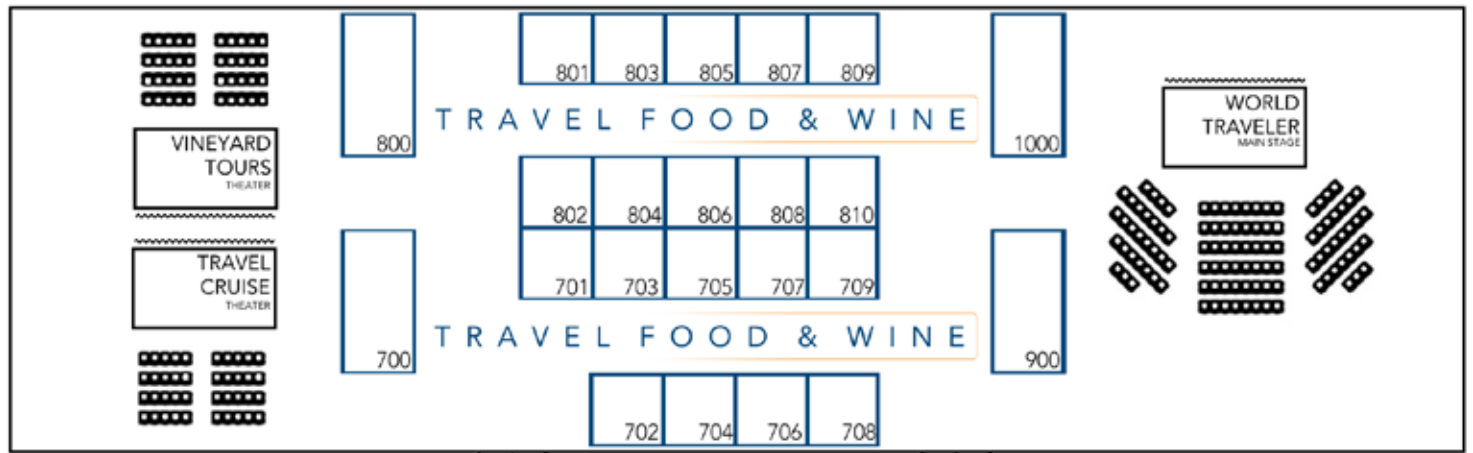 801 803 805 807 809
TRAVEL FOOD & WINE
800
1000
VINEYARD
TOURS
THEATER
WORLD
TRAVELER
MAIN STAGE
802 804 806 808 810
701 703 705 707 709
TRAVEL
CRUISE
THEATER
TRAVEL FOOD & WINE
700
900
702 704 706 708